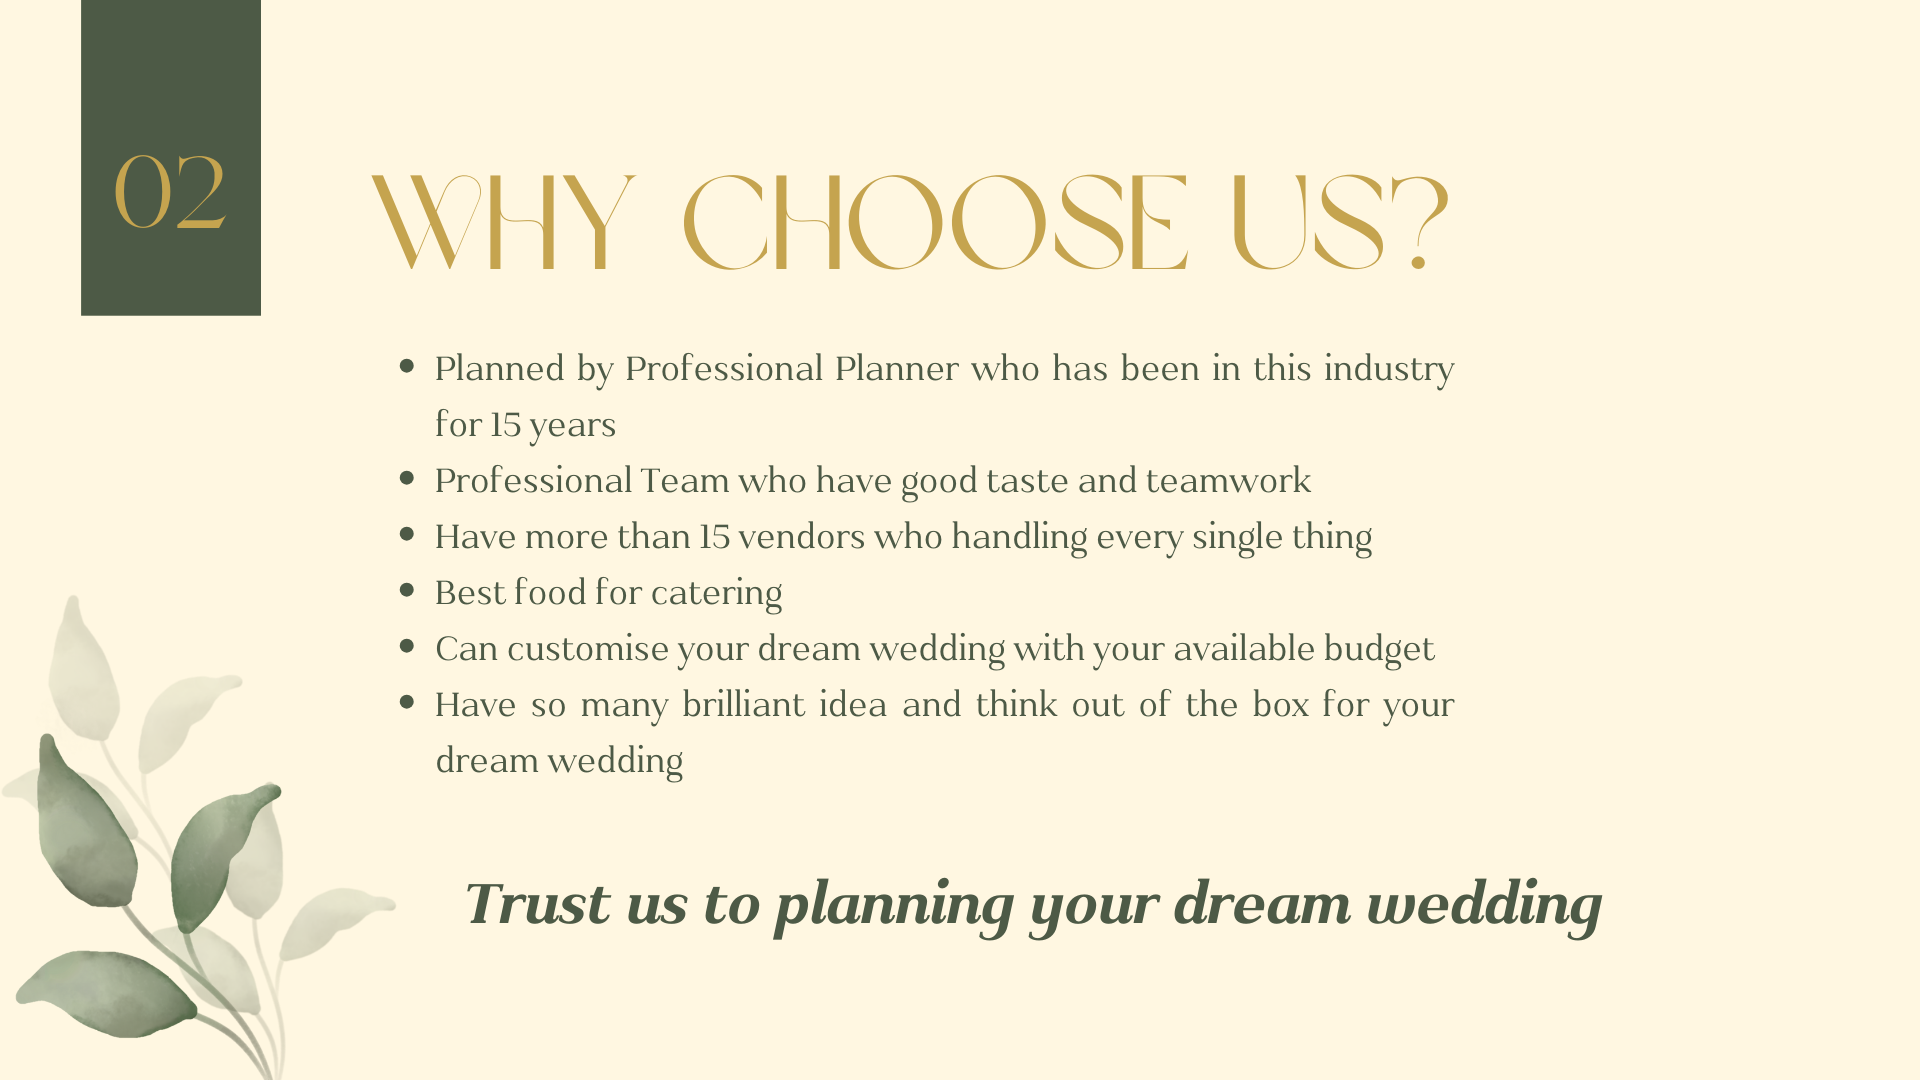 02
WHY CHOOSE US?
• Planned by Professional Planner who has been in this industry
for 15 years
• Professional Team who have good taste and teamwork
• Have more than 15 vendors who handling every single thing
• Best food for catering
• Can customise your dream wedding with your available budget
• Have so many brilliant idea and think out of the box for your
dream wedding
Trust us to planning your dream wedding